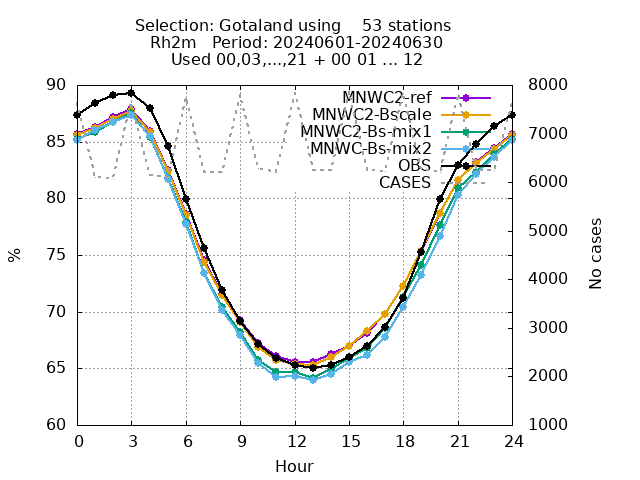 Selection: Gotaland using    53 stations
Rh2m   Period: 20240601-20240630
Used 00,03,...,21 + 00 01 ... 12
MNWC2-ref
MNWC2-Bscale
MNWC2-Bs-mix1
MNWC-Bs-mix2
OBS
CASES
90
85
80
75
70
65
60
%
8000
7000
6000
5000
4000
3000
2000
1000
No cases
0 3 6 9 12 15 18 21 24
Hour